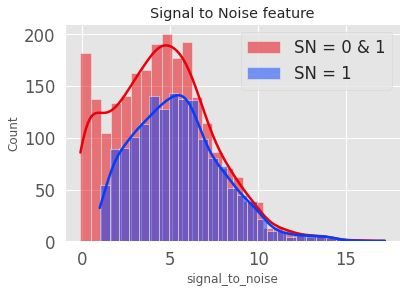 Signal to Noise feature
SN = 0 & 1
SN = 1
200
150
100
50
0
Count
0 5 10 15
signal_to_noise